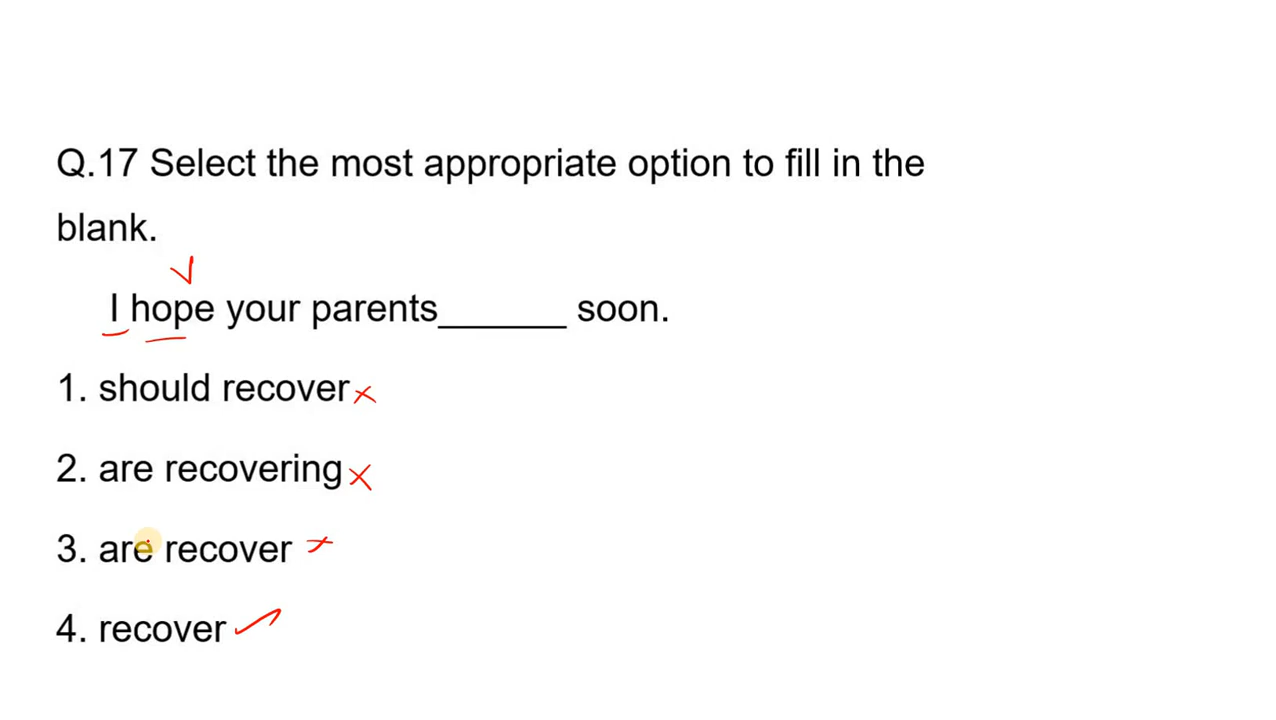 Q.17 Select the most appropriate option to fill in the
blank.
I hope your parents______ soon.
1. should recover
2. are recovering
3. are recover
4. recover